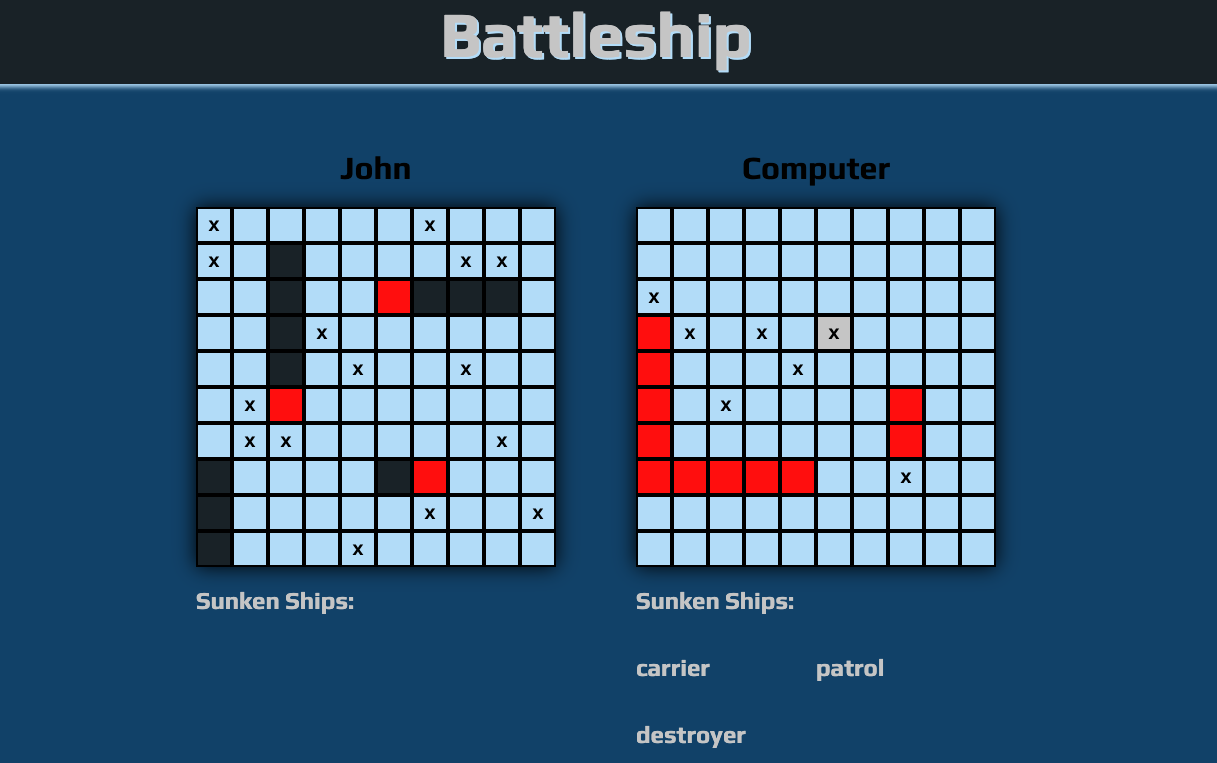 Battleship
John
x x
x x x
x
x x
x
x x x
x x
x
Sunken Ships:
Computer
x
x x x
x
x
x
Sunken Ships:
carrier patrol
destroyer